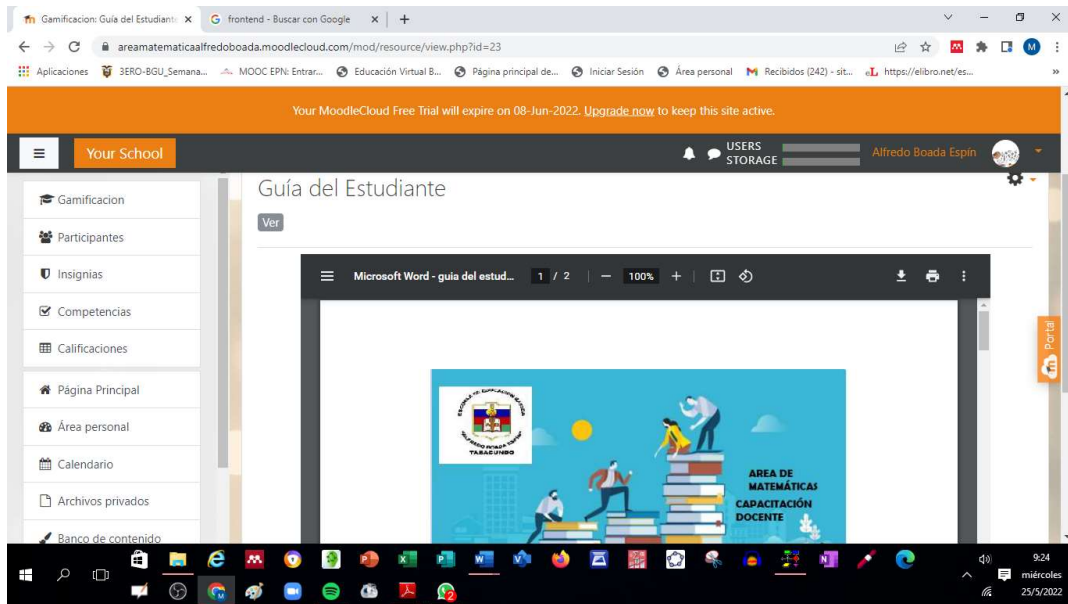 Gamificacion: Guía del Estudiante
frontend - Buscar con Google
areamatematicaalfredoboada.moodlecloud.com/mod/resource/view.php?id=23
M
Aplicaciones
3ERO-BGU_Semana...
MOOC EPN: Entrar...
Educación Virtual B...
Página principal de...
Iniciar Sesión
Área personal
Recibidos (242) - sit...
https://elibro.net/es...
Your MoodleCloud Free Trial will expire on 08-Jun-2022. Upgrade now to keep this site active.
Your School
USERS
STORAGE
Alfredo Boada Espín
Gamificacion
Participantes
Insignias
Competencias
Calificaciones
Página Principal
Área personal
Calendario
Archivos privados
Banco de contenido
Guía del Estudiante
Ver
Microsoft Word - guia del estud...
1 / 2
100%
TABACUNDO
AREA DE
MATEMÁTICAS
CAPACITACIÓN
DOCENTE
Portal
9:24
miércoles
25/5/2022
2